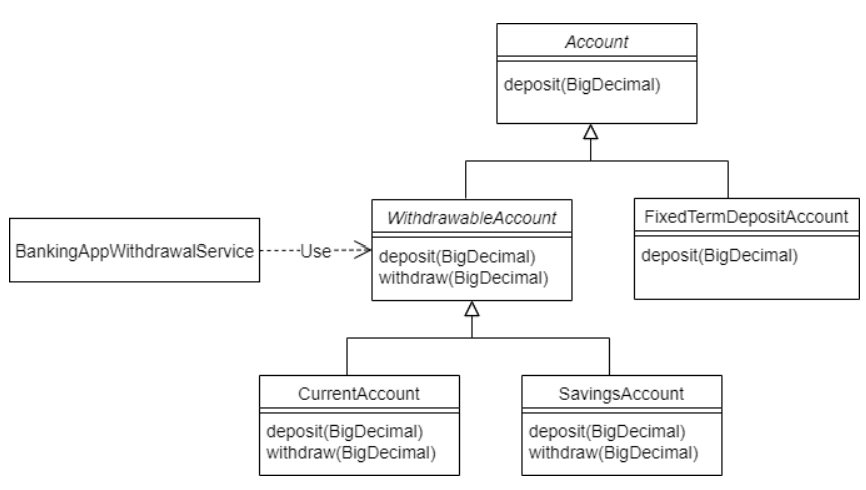 Account
deposit(BigDecimal)
WithdrawableAccount
deposit(BigDecimal)
withdraw(BigDecimal)
FixedTermDepositAccount
deposit(BigDecimal)
BankingAppWithdrawalService
Use
CurrentAccount
deposit(BigDecimal)
withdraw(BigDecimal)
SavingsAccount
deposit(BigDecimal)
withdraw(BigDecimal)